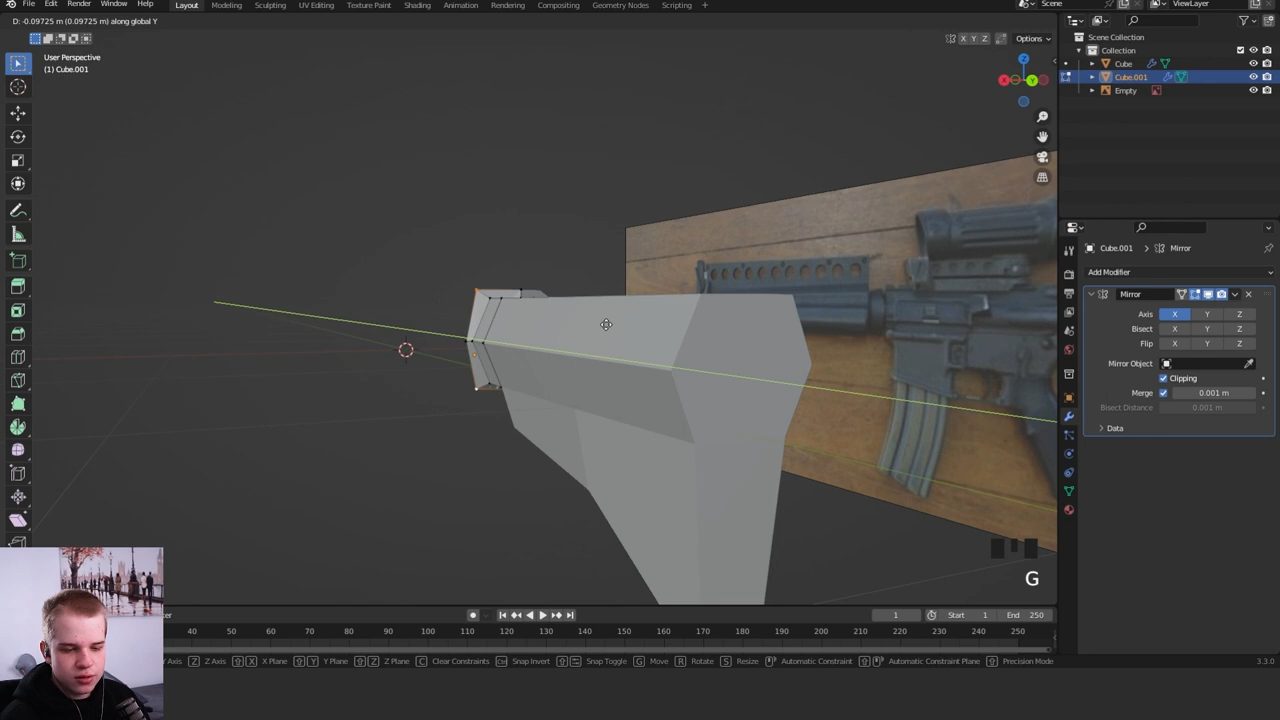 File Edit Render Window Help Layout Modeling Sculpting UV Editing Texture Paint Shading Animation Rendering Compositing Geometry Nodes Scripting + Scene ViewLayer
D: -0.09725 m (0.09725 m) along global Y
X Y Z Options
User Perspective
(1) Cube.001
Z
X Y
Scene Collection
Collection
Cube
Cube.001
Empty
Cube.001 > Mirror
Add Modifier
Mirror
Axis X Y Z
Bisect X Y Z
Flip X Y Z
Mirror Object
Clipping
Merge 0.001 m
Bisect Distance 0.001 m
Data
G
1 Start 1 End 250
40 50 60 70 80 90 100 110 120 130 140 150 160 170 180 190 200 210 220 230 240 250
Axis Z Z Axis X X Plane Y Y Plane Z Z Plane C Clear Constraints Snap Invert Snap Toggle G Move R Rotate S Resize Automatic Constraint Automatic Constraint Plane Precision Mode 3.3.0